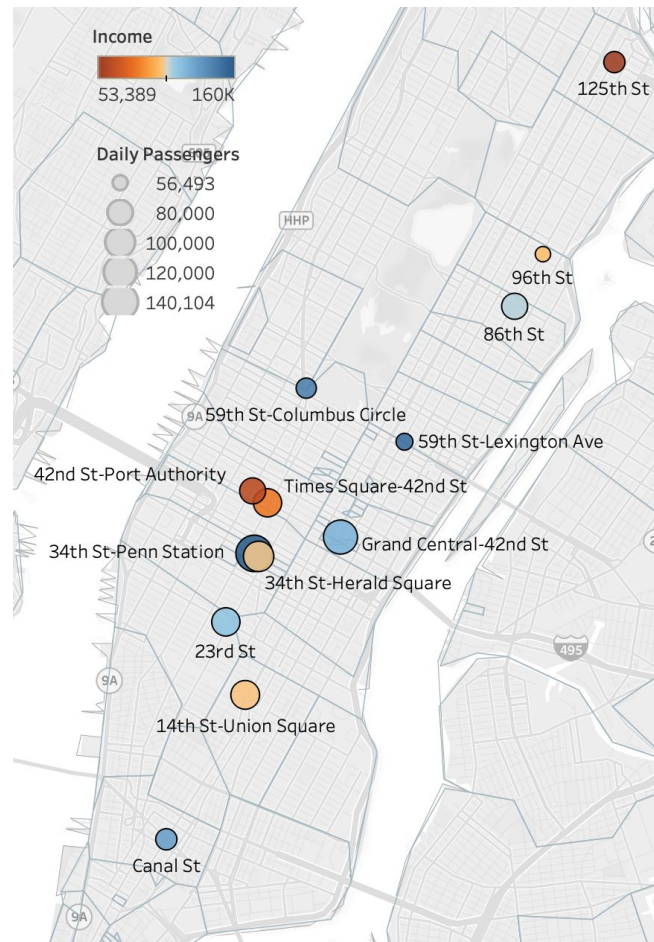 Income
53,389 160K
Daily Passengers
56,493
80,000
100,000
120,000
140,104
125th St
HHP
96th St
86th St
9A
59th St-Columbus Circle
59th St-Lexington Ave
42nd St-Port Authority
Times Square-42nd St
34th St-Penn Station
Grand Central-42nd St
34th St-Herald Square
23rd St
495
9A
14th St-Union Square
Canal St
9A